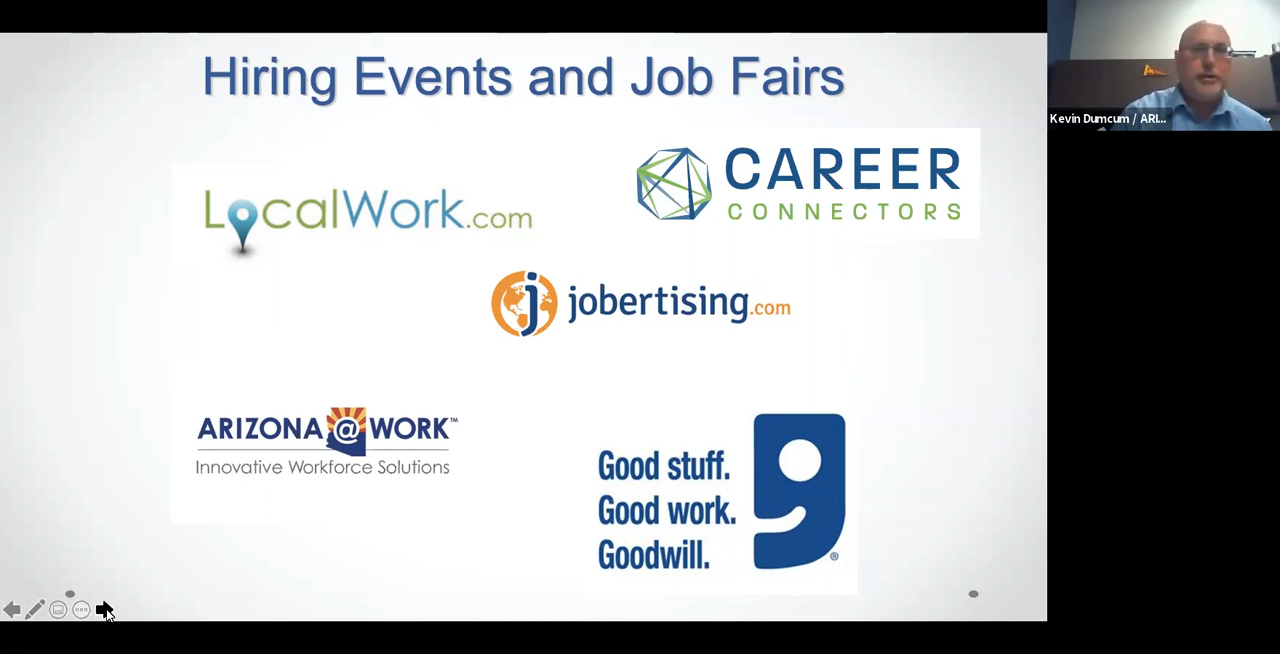 Hiring Events and Job Fairs
Kevin Dumcum / ARI...
LocalWork.com
CAREER
CONNECTORS
jobertising.com
ARIZONA@WORK™
Innovative Workforce Solutions
Good stuff.
Good work.
Goodwill.